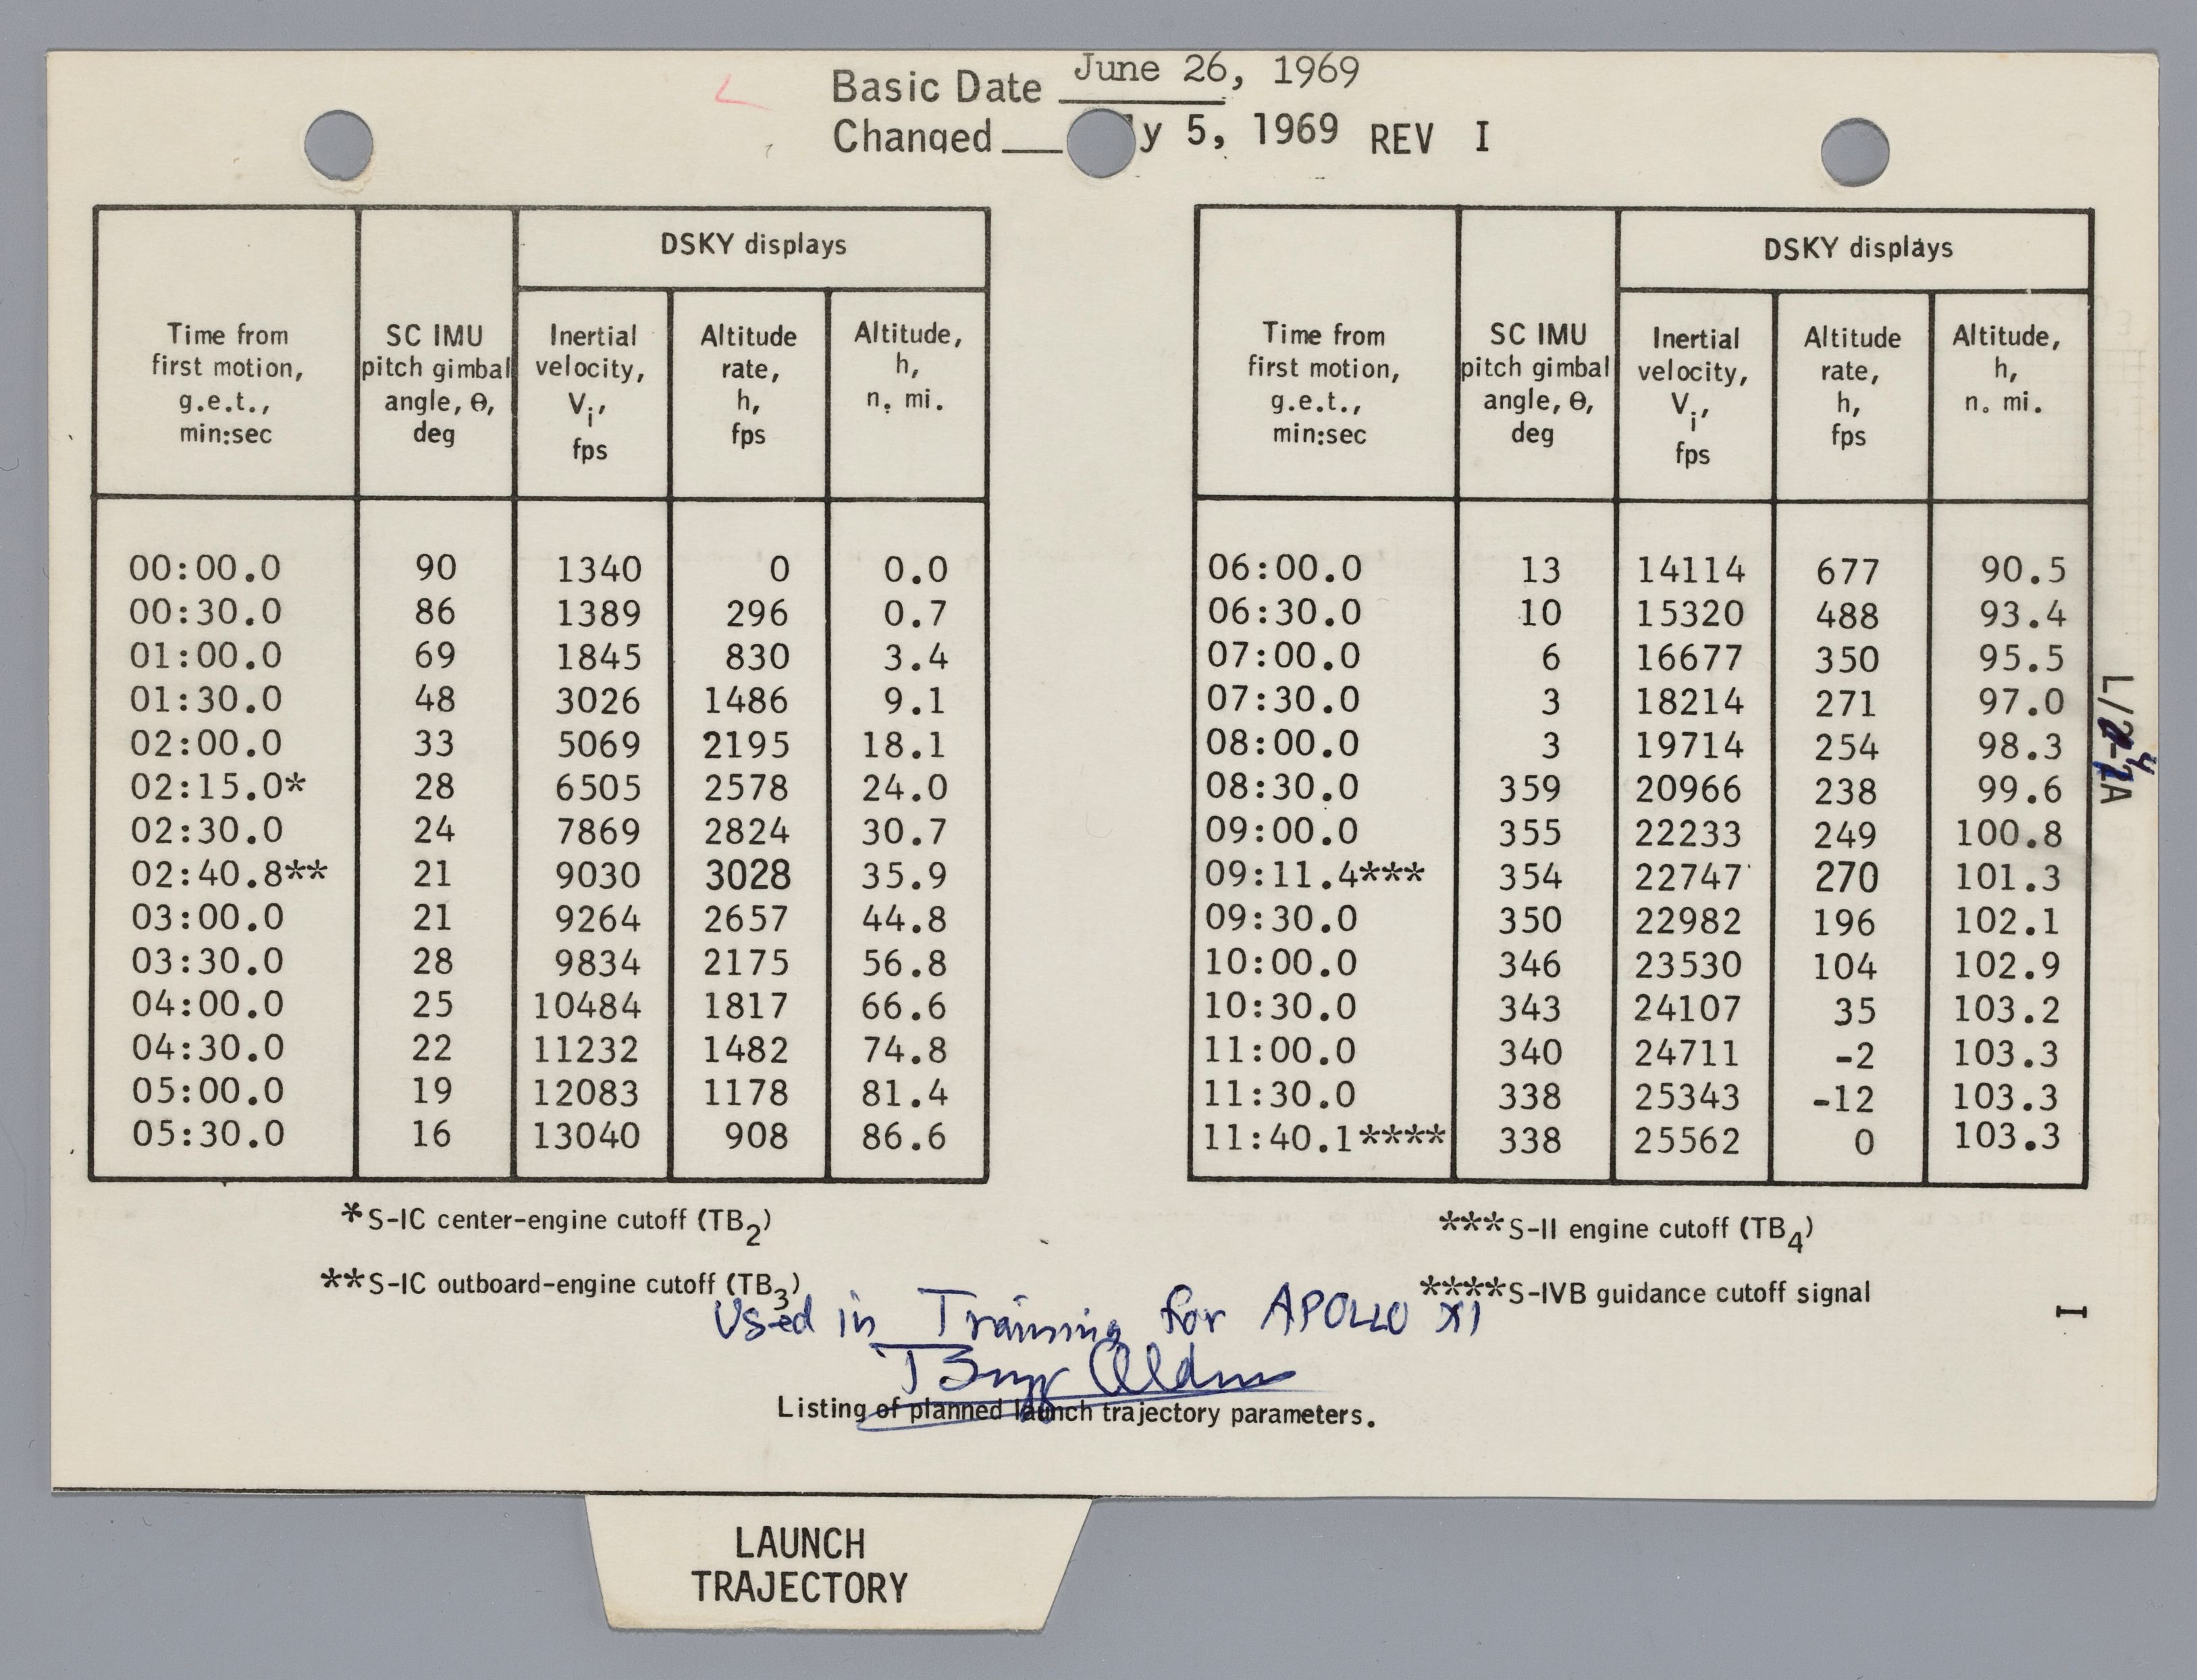 Basic Date June 26, 1969
Changed y 5, 1969 REV I
DSKY displays
Time from first motion, g.e.t., min:sec SC IMU pitch gimbal angle, θ, deg Inertial velocity, Vi, fps Altitude rate, h, fps Altitude, h, n. mi.
00:00.0 90 1340 0 0.0
00:30.0 86 1389 296 0.7
01:00.0 69 1845 830 3.4
01:30.0 48 3026 1486 9.1
02:00.0 33 5069 2195 18.1
02:15.0* 28 6505 2578 24.0
02:30.0 24 7869 2824 30.7
02:40.8** 21 9030 3028 35.9
03:00.0 21 9264 2657 44.8
03:30.0 28 9834 2175 56.8
04:00.0 25 10484 1817 66.6
04:30.0 22 11232 1482 74.8
05:00.0 19 12083 1178 81.4
05:30.0 16 13040 908 86.6
*S-IC center-engine cutoff (TB2)
**S-IC outboard-engine cutoff (TB3)
DSKY displays
Time from first motion, g.e.t., min:sec SC IMU pitch gimbal angle, θ, deg Inertial velocity, Vi, fps Altitude rate, h, fps Altitude, h, n. mi.
06:00.0 13 14114 677 90.5
06:30.0 10 15320 488 93.4
07:00.0 6 16677 350 95.5
07:30.0 3 18214 271 97.0
08:00.0 3 19714 254 98.3
08:30.0 359 20966 238 99.6
09:00.0 355 22233 249 100.8
09:11.4*** 354 22747 270 101.3
09:30.0 350 22982 196 102.1
10:00.0 346 23530 104 102.9
10:30.0 343 24107 35 103.2
11:00.0 340 24711 -2 103.3
11:30.0 338 25343 -12 103.3
11:40.1**** 338 25562 0 103.3
***S-II engine cutoff (TB4)
****S-IVB guidance cutoff signal
I
Used in Training for APOLLO XI
Buzz Aldrin
Listing of planned launch trajectory parameters.
LAUNCH
TRAJECTORY